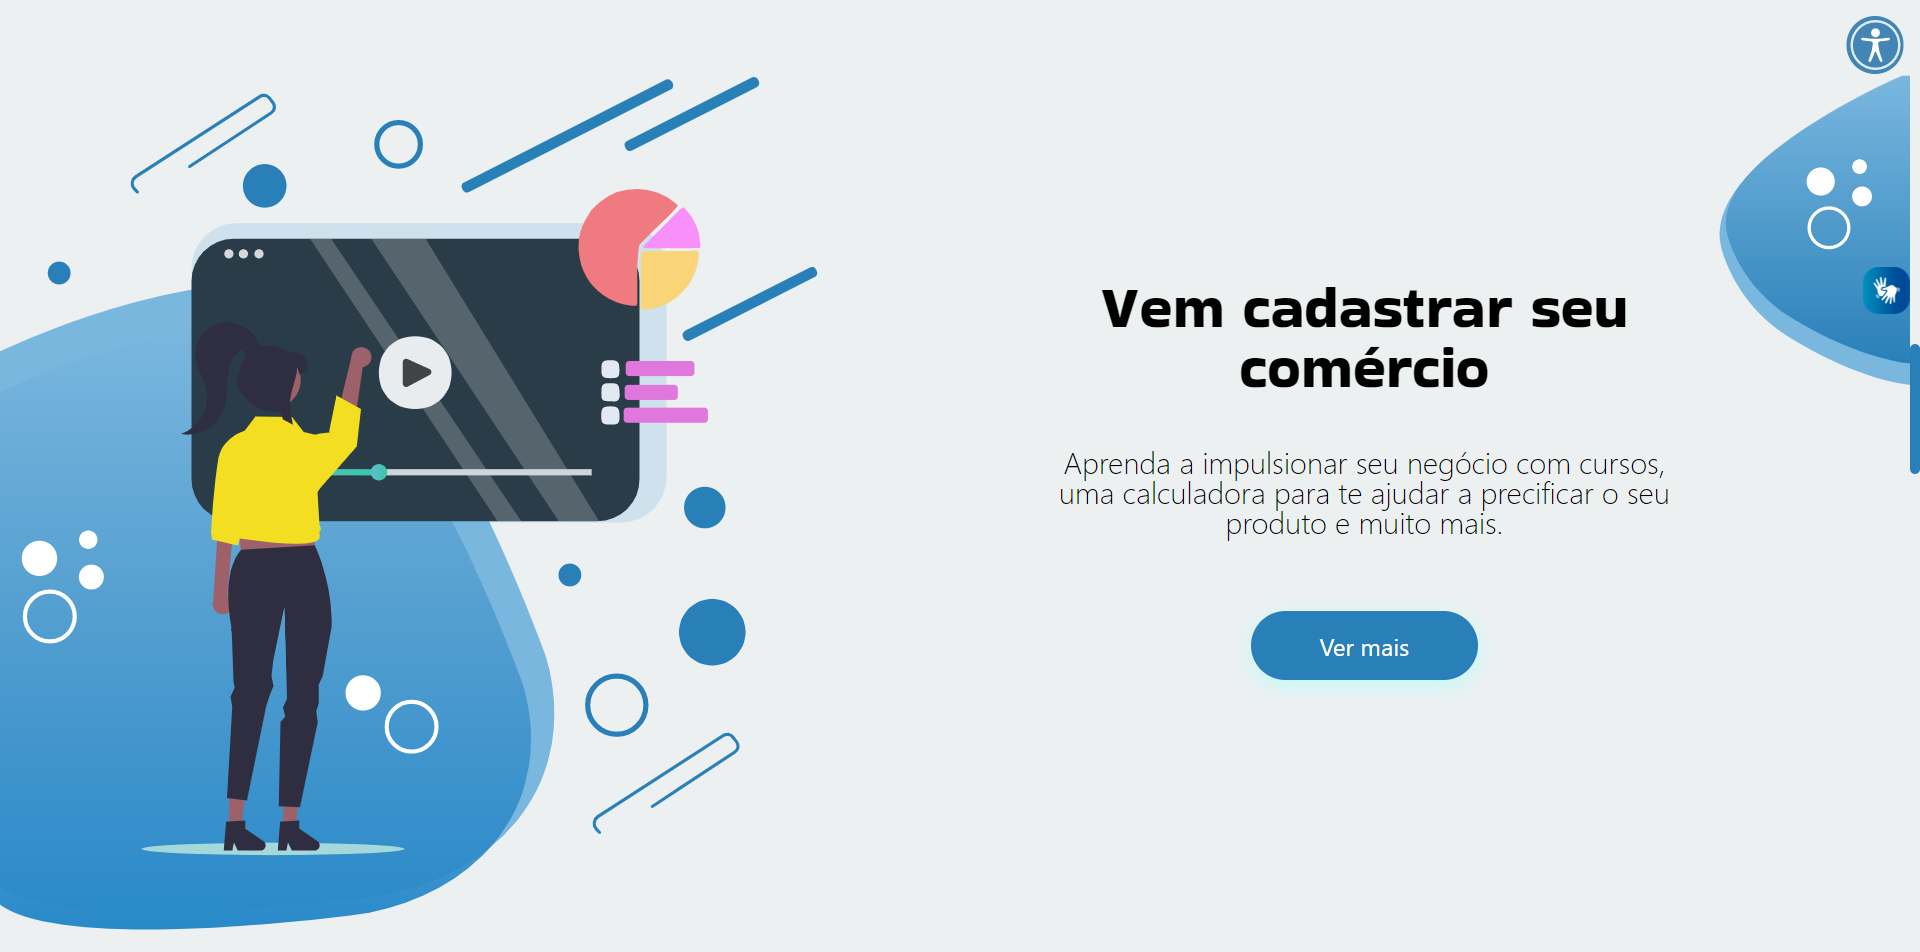 Vem cadastrar seu
comércio
Aprenda a impulsionar seu negócio com cursos,
uma calculadora para te ajudar a precificar o seu
produto e muito mais.
Ver mais